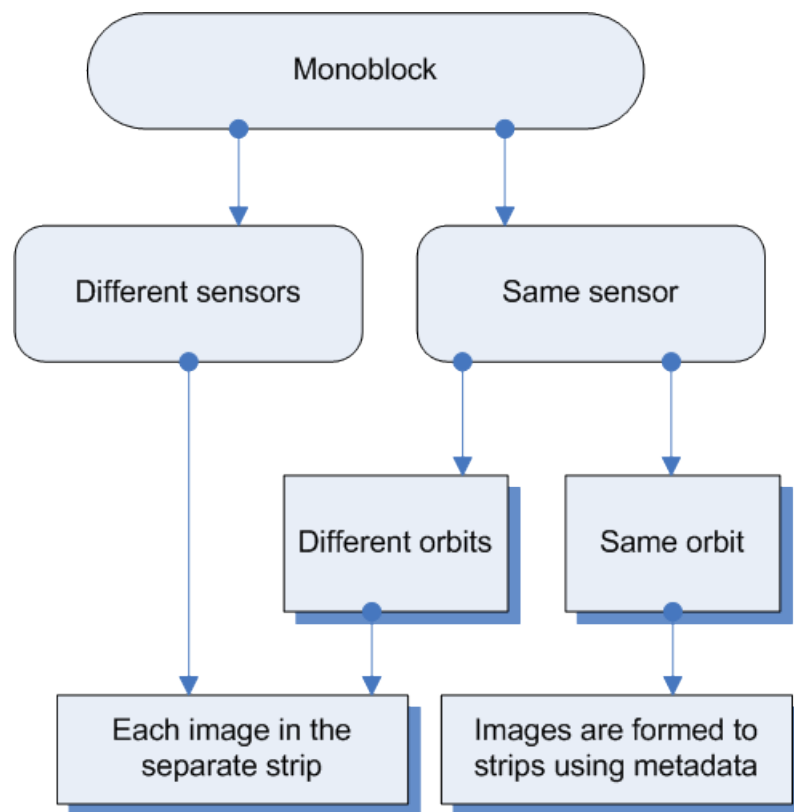 Monoblock
Different sensors
Same sensor
Different orbits
Same orbit
Each image in the
separate strip
Images are formed to
strips using metadata